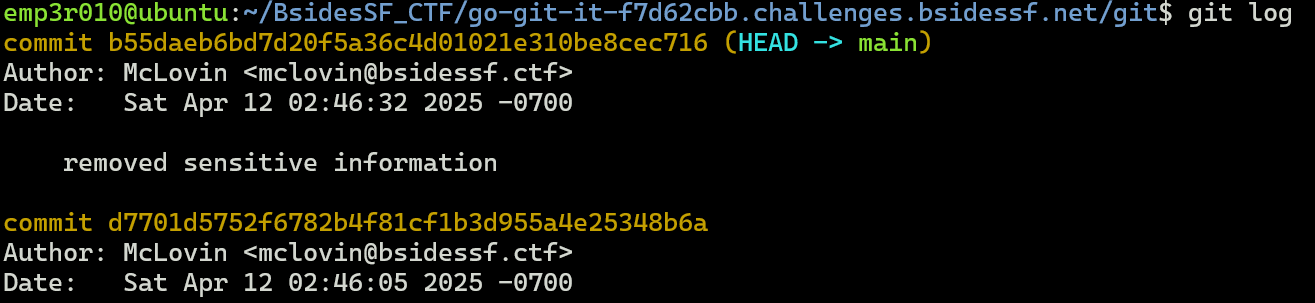 emp3r010@ubuntu:~/BsidesSF_CTF/go-git-it-f7d62cbb.challenges.bsidessf.net/git$ git log
commit b55daeb6bd7d20f5a36c4d01021e310be8cec716 (HEAD -> main)
Author: McLovin <mclovin@bsidessf.ctf>
Date:   Sat Apr 12 02:46:32 2025 -0700
removed sensitive information
commit d7701d5752f6782b4f81cf1b3d955a4e25348b6a
Author: McLovin <mclovin@bsidessf.ctf>
Date:   Sat Apr 12 02:46:05 2025 -0700